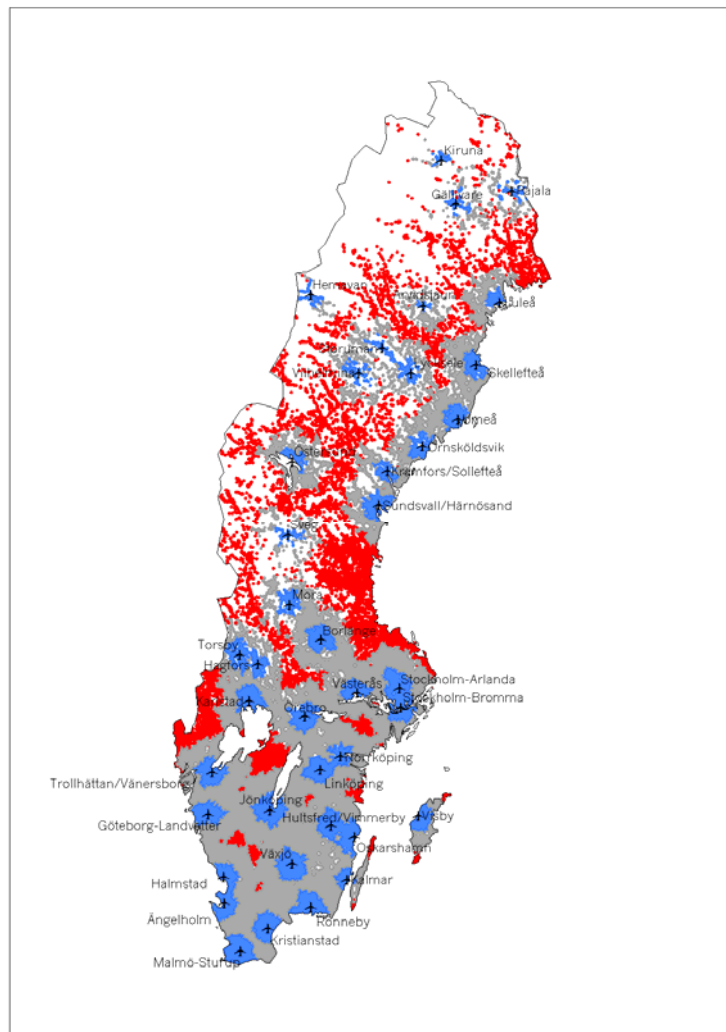 Kiruna
Pajala
Gällivare
Hemavan
Arvidsjaur
Luleå
Storuman
Lycksele
Vilhelmina
Skellefteå
Umeå
Örnsköldsvik
Östersund
Kramfors/Sollefteå
Sundsvall/Härnösand
Sveg
Mora
Borlänge
Torsby
Hagfors
Stockholm-Arlanda
Västerås
Stockholm-Bromma
Karlstad
Örebro
Norrköping
Trollhättan/Vänersborg
Linköping
Jönköping
Hultsfred/Vimmerby
Visby
Göteborg-Landvetter
Oskarshamn
Växjö
Kalmar
Halmstad
Ängelholm
Ronneby
Kristianstad
Malmö-Sturup